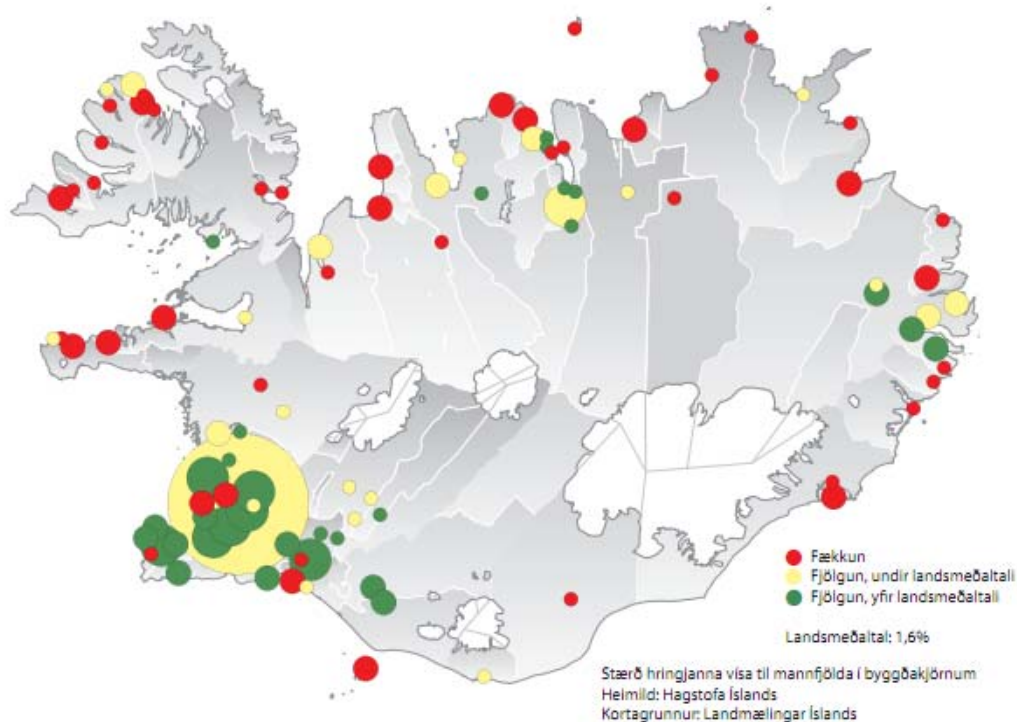 Fækkun
Fjölgun, undir landsmeðaltali
Fjölgun, yfir landsmeðaltali
Landsmeðaltal: 1,6%
Stærð hringjanna vísa til mannfjölda í byggðakjörnum
Heimild: Hagstofa Íslands
Kortagrunnur: Landmælingar Íslands